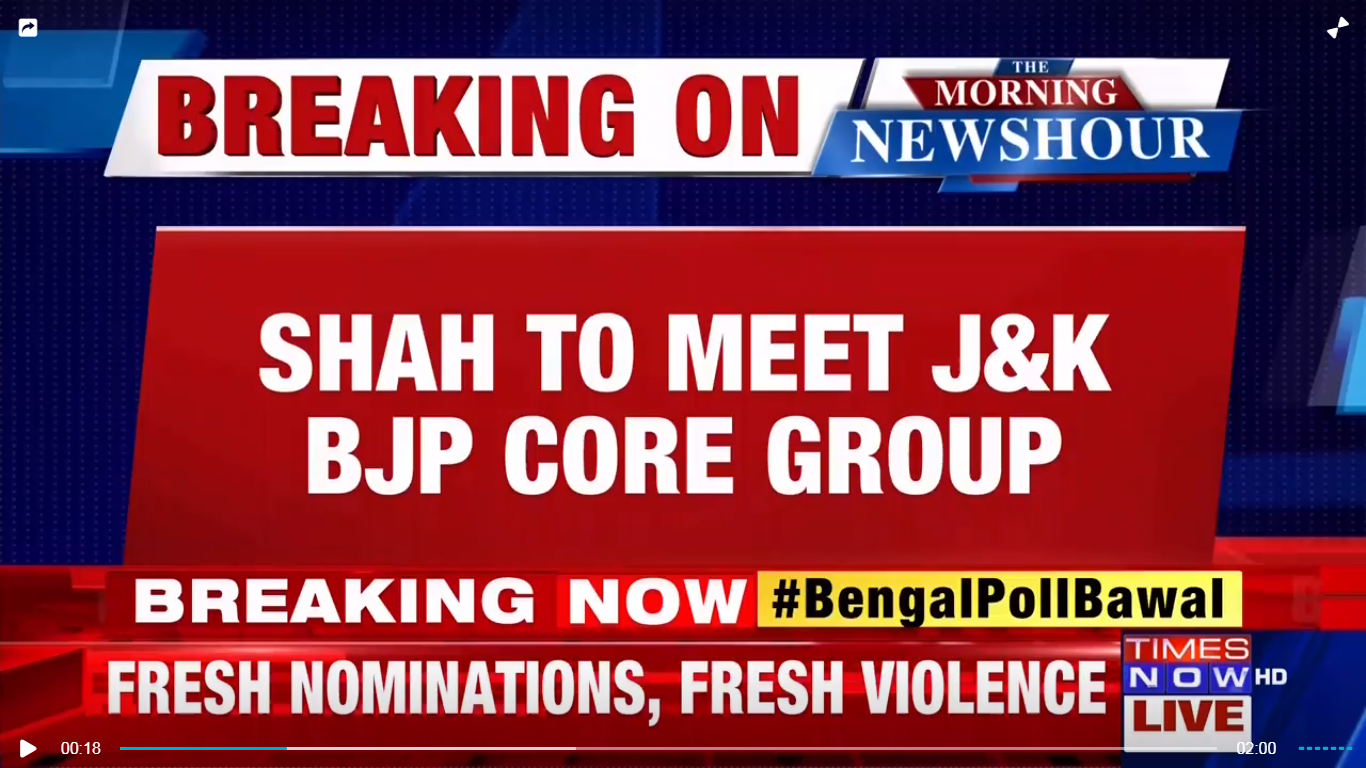 BREAKING ON
THE
MORNING
NEWSHOUR
SHAH TO MEET J&K
BJP CORE GROUP
BREAKING NOW #BengalPollBawal
FRESH NOMINATIONS, FRESH VIOLENCE
TIMES
NOW HD
LIVE
00:18
02:00